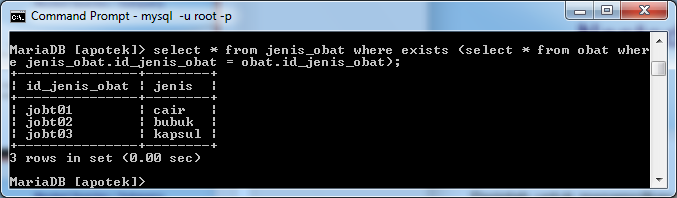 Command Prompt - mysql -u root -p
MariaDB [apotek]> select * from jenis_obat where exists (select * from obat wher
e jenis_obat.id_jenis_obat = obat.id_jenis_obat);
+---------------+--------+
| id_jenis_obat | jenis  |
+---------------+--------+
| jobt01        | cair   |
| jobt02        | bubuk  |
| jobt03        | kapsul |
+---------------+--------+
3 rows in set (0.00 sec)
MariaDB [apotek]>